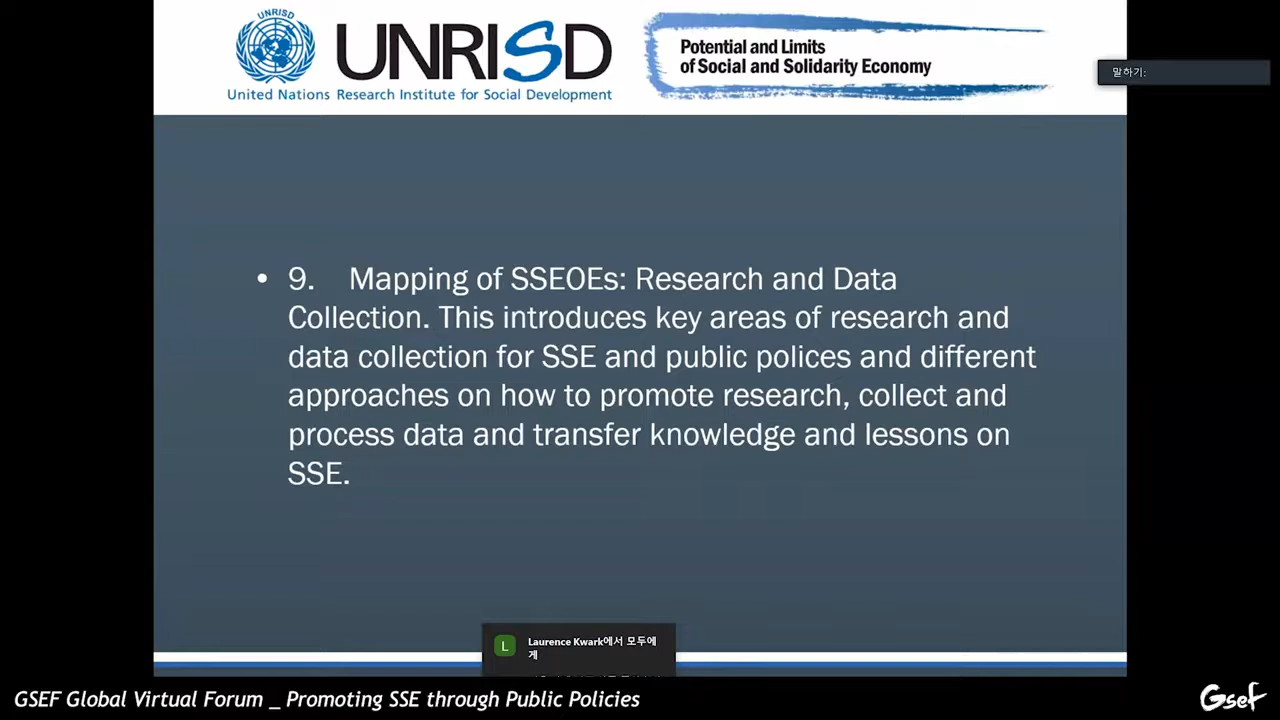 UNRISD
UNRISD
United Nations Research Institute for Social Development
Potential and Limits
of Social and Solidarity Economy
말하기:
• 9. Mapping of SSEOEs: Research and Data
Collection. This introduces key areas of research and
data collection for SSE and public polices and different
approaches on how to promote research, collect and
process data and transfer knowledge and lessons on
SSE.
L
Laurence Kwark에서 모두에
게
GSEF Global Virtual Forum _ Promoting SSE through Public Policies
Gsef